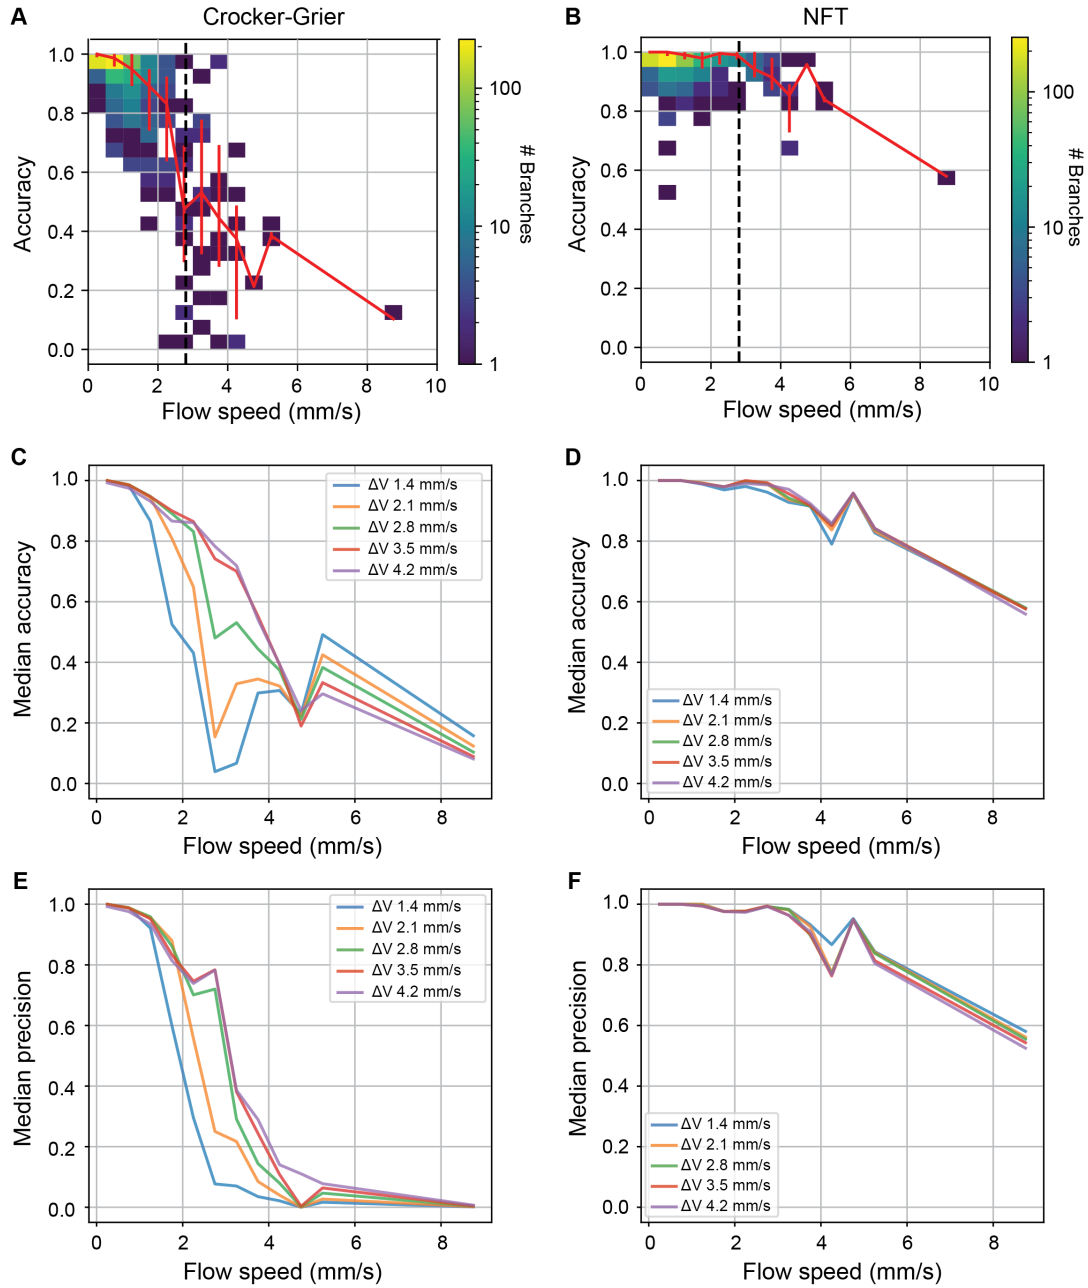 A
Crocker-Grier
1.0
0.8
0.6
0.4
0.2
0.0
Accuracy
0 2 4 6 8 10
Flow speed (mm/s)
100
10
1
# Branches
B
NFT
1.0
0.8
0.6
0.4
0.2
0.0
Accuracy
0 2 4 6 8 10
Flow speed (mm/s)
100
10
1
# Branches
C
1.0
0.8
0.6
0.4
0.2
0.0
Median accuracy
ΔV 1.4 mm/s
ΔV 2.1 mm/s
ΔV 2.8 mm/s
ΔV 3.5 mm/s
ΔV 4.2 mm/s
0 2 4 6 8
Flow speed (mm/s)
D
1.0
0.8
0.6
0.4
0.2
0.0
Median accuracy
ΔV 1.4 mm/s
ΔV 2.1 mm/s
ΔV 2.8 mm/s
ΔV 3.5 mm/s
ΔV 4.2 mm/s
0 2 4 6 8
Flow speed (mm/s)
E
1.0
0.8
0.6
0.4
0.2
0.0
Median precision
ΔV 1.4 mm/s
ΔV 2.1 mm/s
ΔV 2.8 mm/s
ΔV 3.5 mm/s
ΔV 4.2 mm/s
0 2 4 6 8
Flow speed (mm/s)
F
1.0
0.8
0.6
0.4
0.2
0.0
Median precision
ΔV 1.4 mm/s
ΔV 2.1 mm/s
ΔV 2.8 mm/s
ΔV 3.5 mm/s
ΔV 4.2 mm/s
0 2 4 6 8
Flow speed (mm/s)